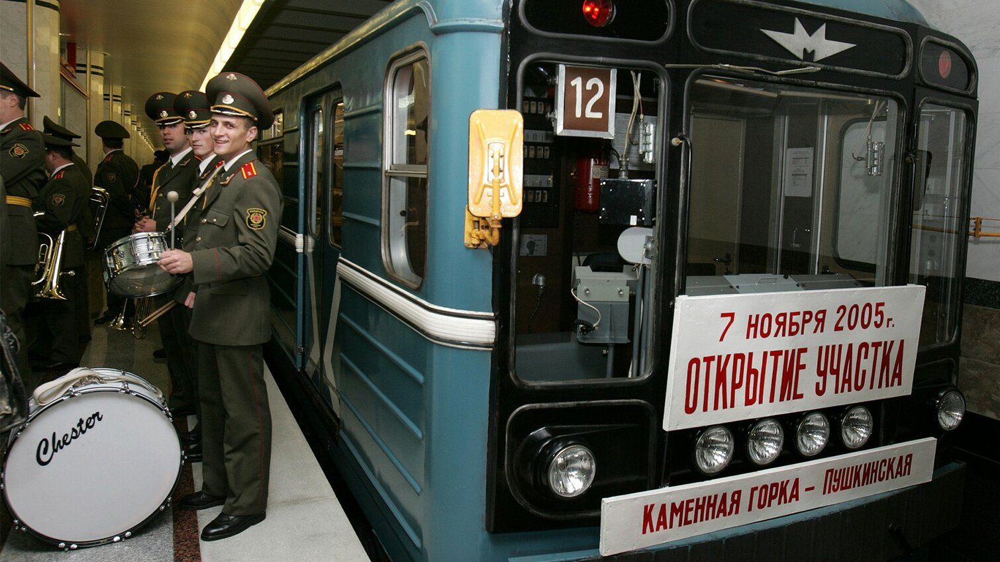 12
М
7 НОЯБРЯ 2005г.
ОТКРЫТИЕ УЧАСТКА
КАМЕННАЯ ГОРКА – ПУШКИНСКАЯ
Chester